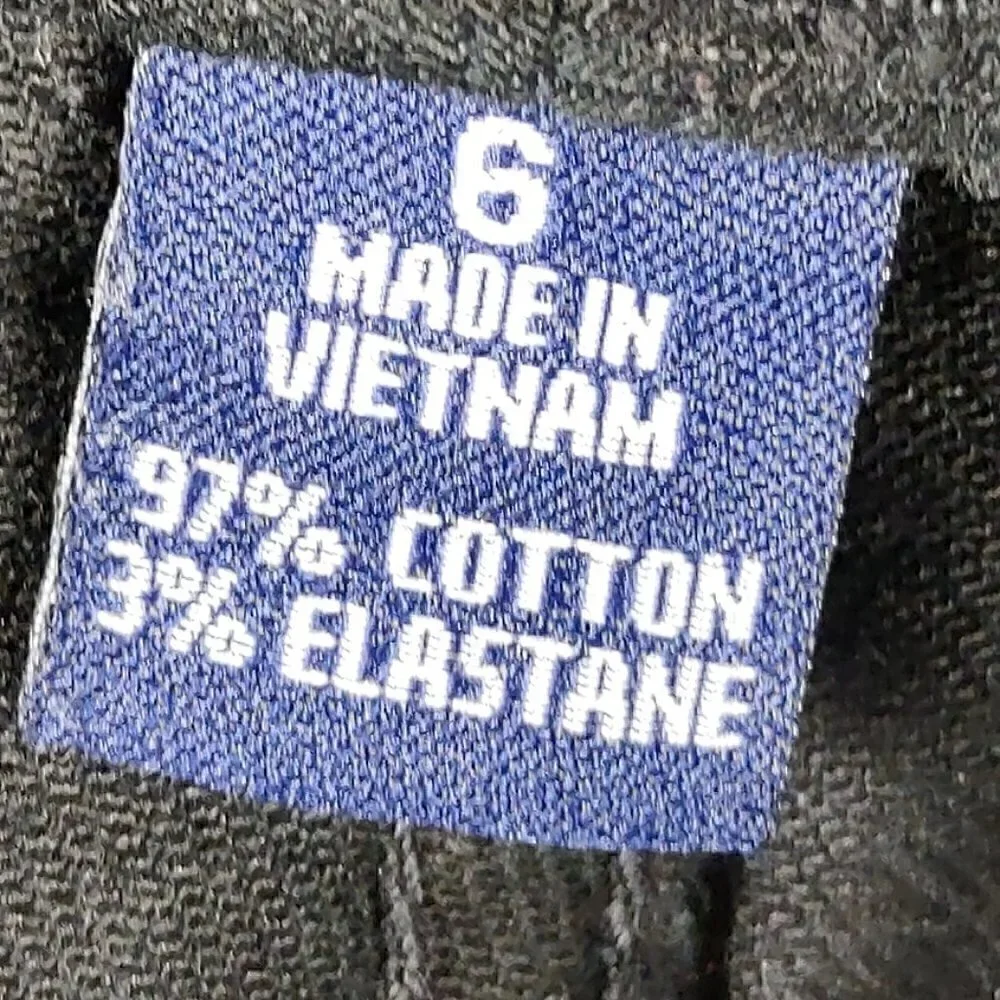 6
MADE IN
VIETNAM
97% COTTON
3% ELASTANE